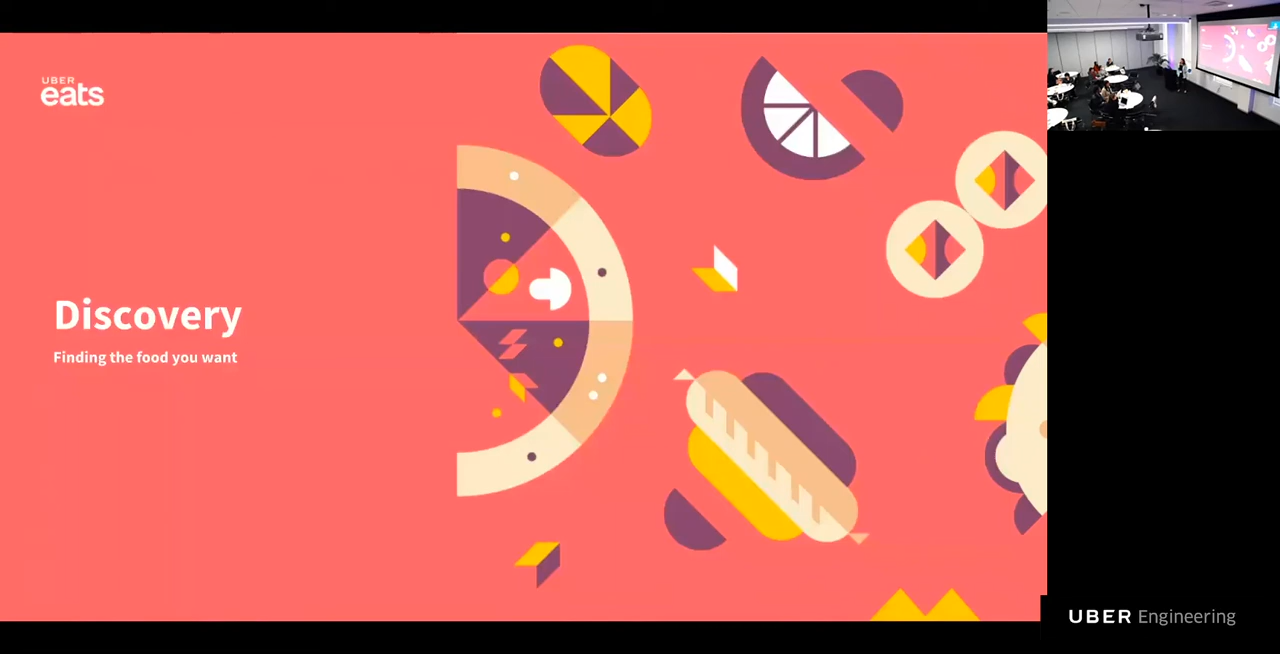 UBER
eats
Discovery
Finding the food you want
UBER Engineering